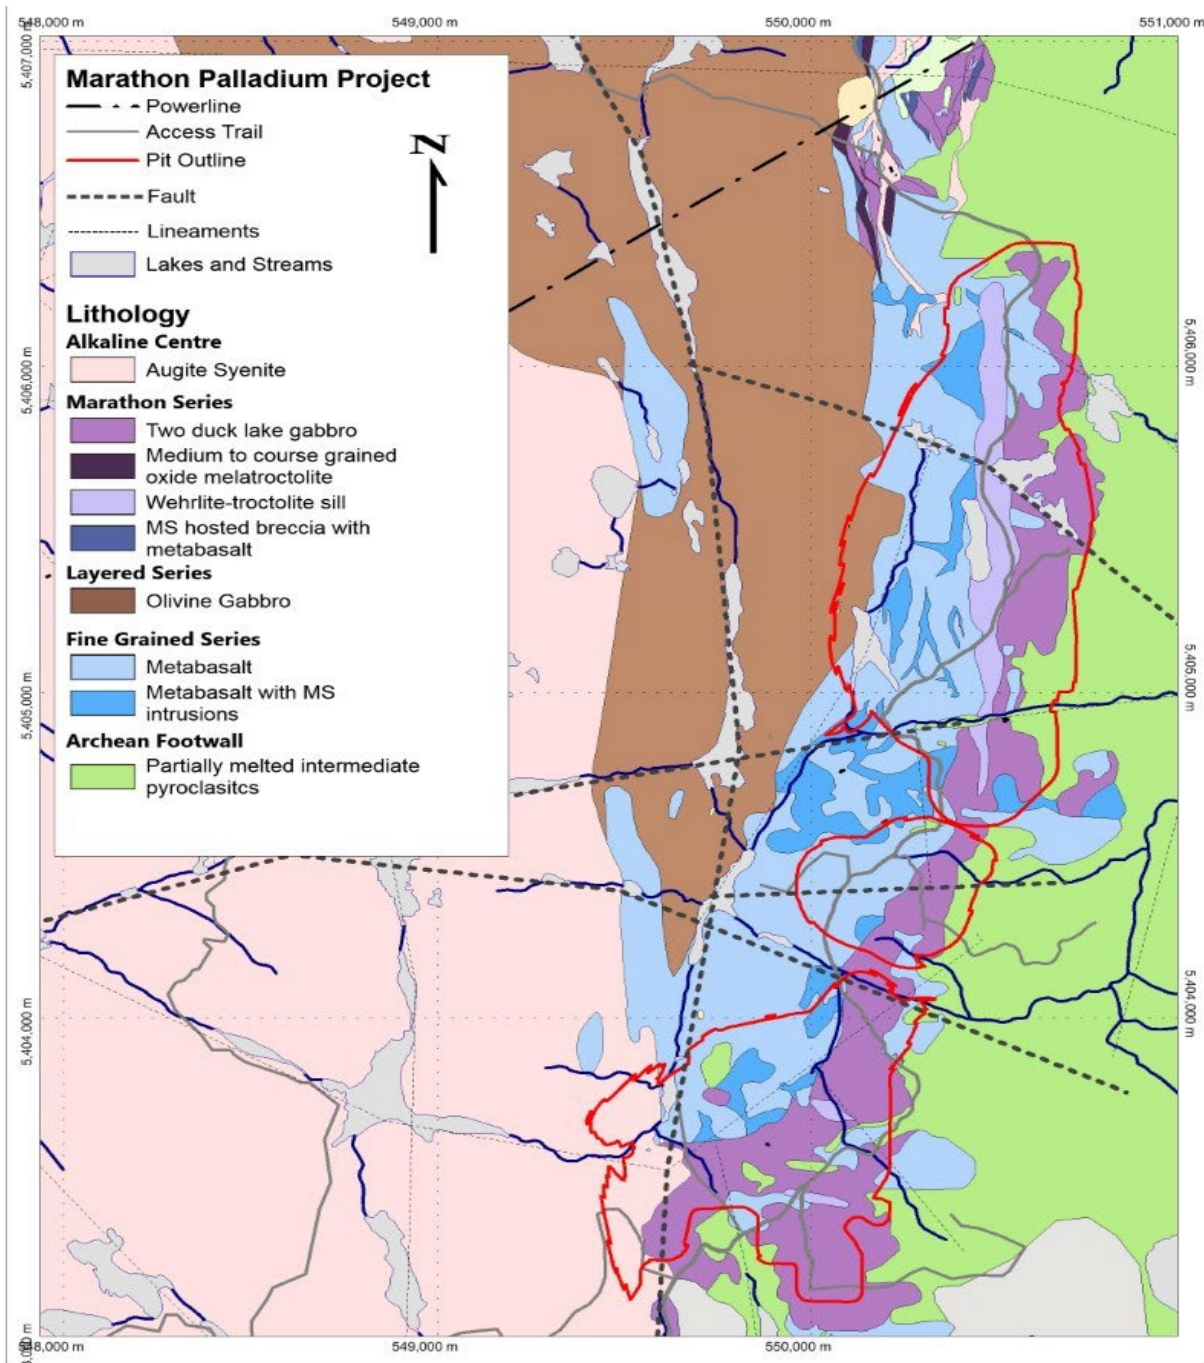 548,000 m
549,000 m
550,000 m
551,000 m
5,407,000 m
Marathon Palladium Project
Powerline
Access Trail
Pit Outline
Fault
Lineaments
Lakes and Streams
N
Lithology
Alkaline Centre
Augite Syenite
Marathon Series
Two duck lake gabbro
Medium to course grained
oxide melatroctolite
Wehrlite-troctolite sill
MS hosted breccia with
metabasalt
Layered Series
Olivine Gabbro
Fine Grained Series
Metabasalt
Metabasalt with MS
intrusions
Archean Footwall
Partially melted intermediate
pyroclasitcs
5,406,000 m
5,406,000 m
5,405,000 m
5,405,000 m
5,404,000 m
5,404,000 m
548,000 m
549,000 m
550,000 m